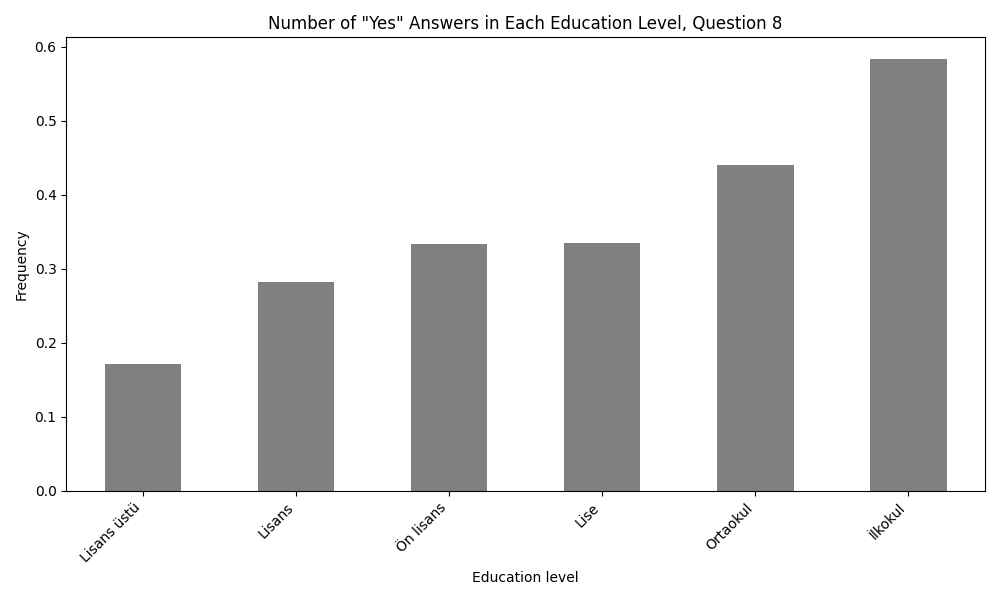 Number of "Yes" Answers in Each Education Level, Question 8
Frequency
0.6
0.5
0.4
0.3
0.2
0.1
0.0
Lisans üstü
Lisans
Ön lisans
Lise
Ortaokul
İlkokul
Education level